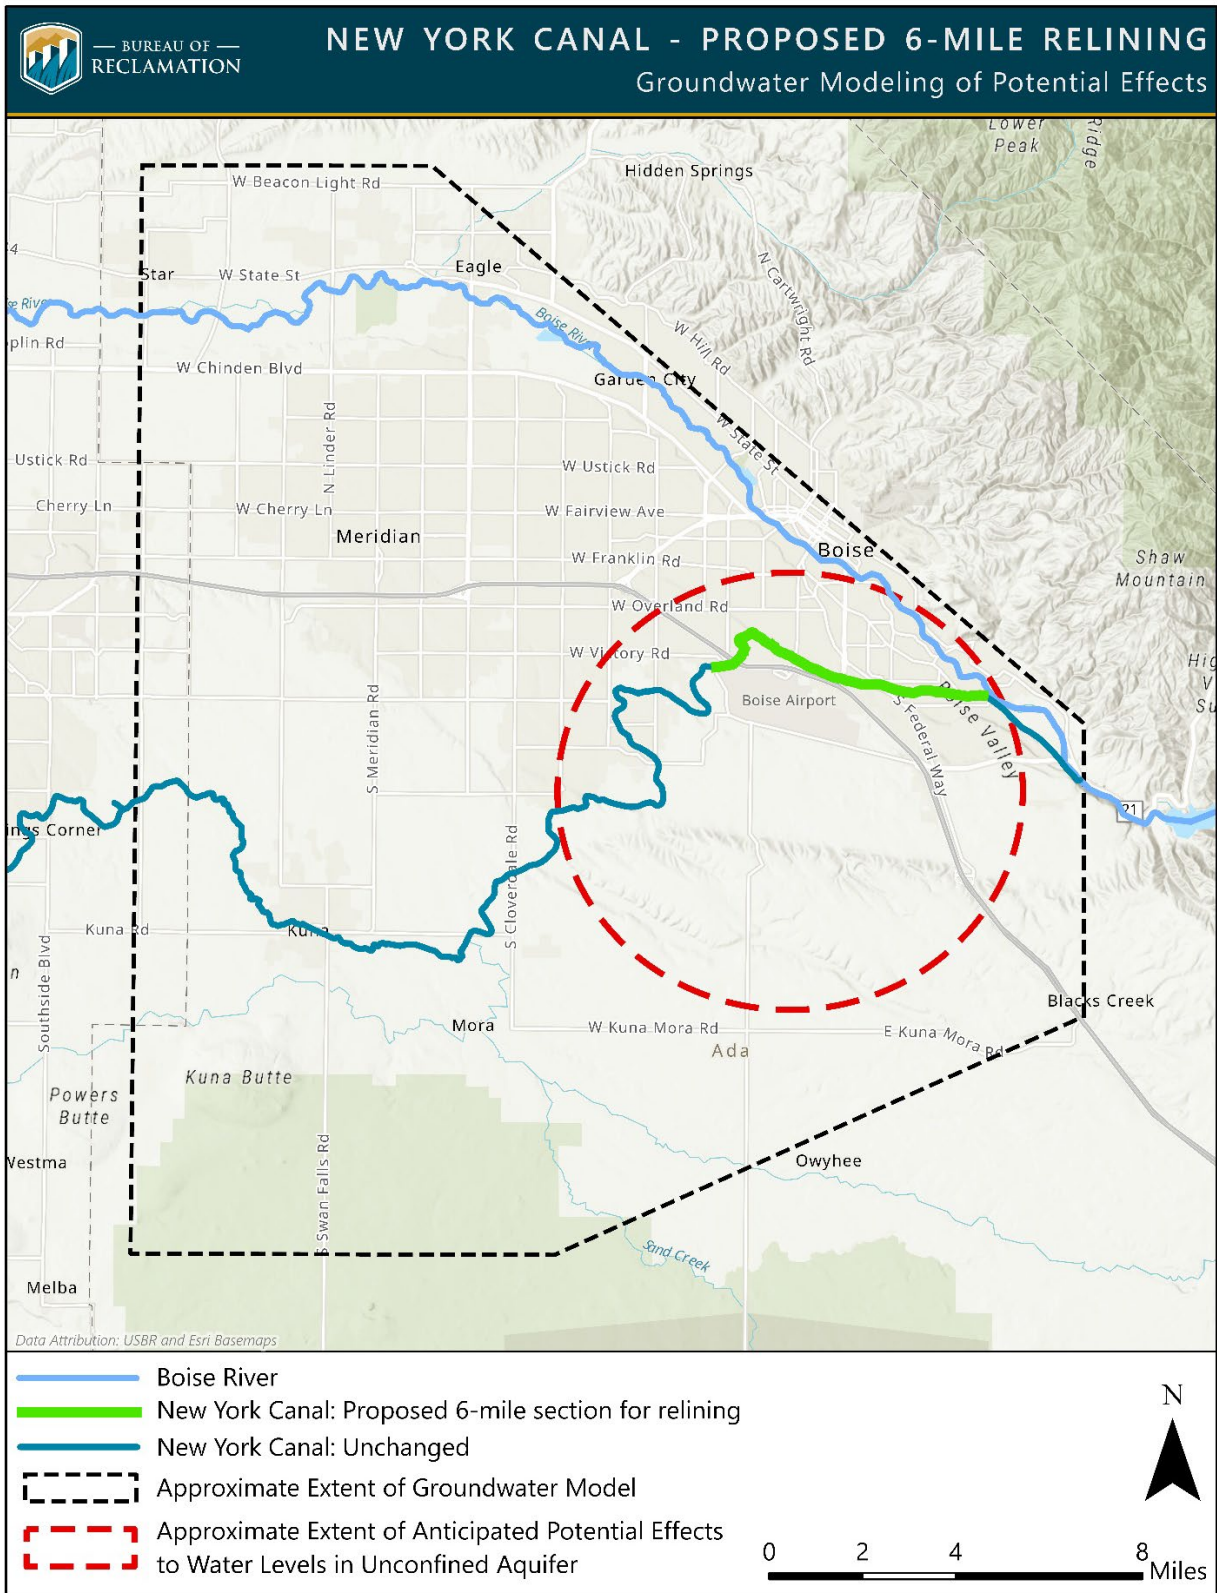 BUREAU OF
RECLAMATION
NEW YORK CANAL - PROPOSED 6-MILE RELINING
Groundwater Modeling of Potential Effects
Lower
Peak
Ridge
Hidden Springs
W Beacon Light Rd
N Cartwright Rd
Star
W State St
Eagle
Boise River
W Hill Rd
W Chinden Blvd
Garden City
N Linder Rd
W State St
Ustick Rd
W Ustick Rd
Cherry Ln
W Cherry Ln
W Fairview Ave
Meridian
W Franklin Rd
Boise
Shaw
Mountain
W Overland Rd
W Victory Rd
Boise Airport
S Meridian Rd
S Federal Way
Boise Valley
21
ings Corner
S Cloverdale Rd
Kuna Rd
Kuna
Southside Blvd
Blacks Creek
Mora
W Kuna Mora Rd
E Kuna Mora Rd
Ada
Kuna Butte
Powers
Butte
Westma
S Swan Falls Rd
Owyhee
Sand Creek
Melba
Data Attribution: USBR and Esri Basemaps
Boise River
New York Canal: Proposed 6-mile section for relining
New York Canal: Unchanged
Approximate Extent of Groundwater Model
Approximate Extent of Anticipated Potential Effects
to Water Levels in Unconfined Aquifer
N
0 2 4 8
Miles